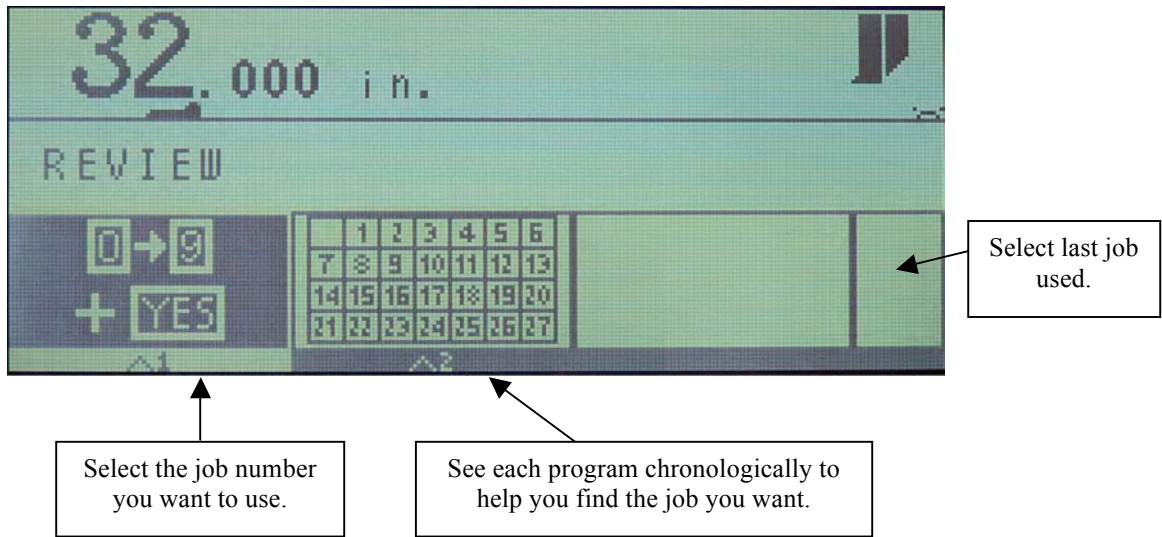 32.000 in.
REVIEW
0→9
+ YES
1 2 3 4 5 6
7 8 9 10 11 12 13
14 15 16 17 18 19 20
21 22 23 24 25 26 27
^1 ^2
Select last job
used.
Select the job number
you want to use.
See each program chronologically to
help you find the job you want.